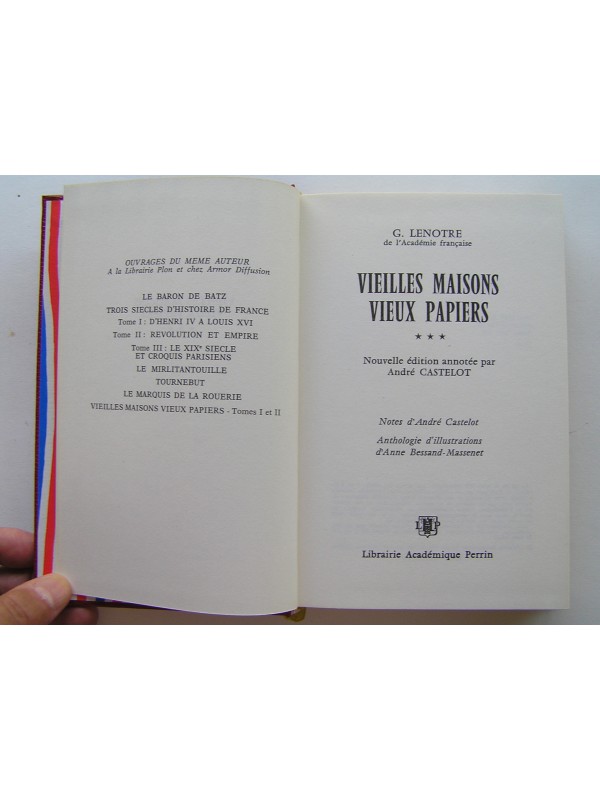 OUVRAGES DU MEME AUTEUR
A la Librairie Plon et chez Armor Diffusion
LE BARON DE BATZ
TROIS SIECLES D'HISTOIRE DE FRANCE
Tome I : D'HENRI IV A LOUIS XVI
Tome II : REVOLUTION ET EMPIRE
Tome III : LE XIXe SIECLE
ET CROQUIS PARISIENS
LE MIRLITANTOUILLE
TOURNEBUT
LE MARQUIS DE LA ROUERIE
VIEILLES MAISONS VIEUX PAPIERS - Tomes I et II
G. LENOTRE
de l'Académie française
VIEILLES MAISONS
VIEUX PAPIERS
★ ★ ★
Nouvelle édition annotée par
André CASTELOT
Notes d'André Castelot
Anthologie d'illustrations
d'Anne Bessand-Massenet
L P
Librairie Académique Perrin